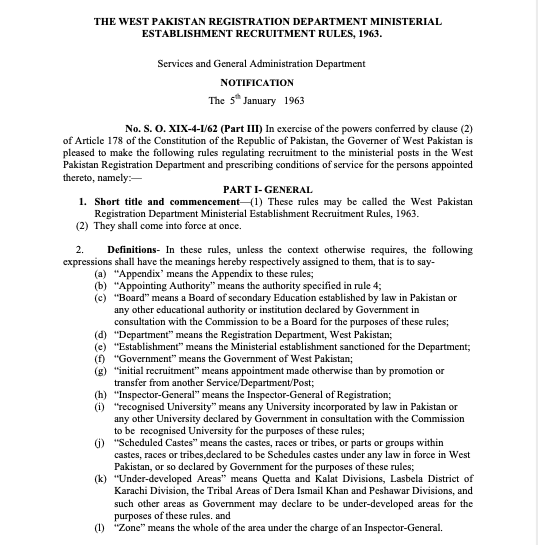 THE WEST PAKISTAN REGISTRATION DEPARTMENT MINISTERIAL
ESTABLISHMENT RECRUITMENT RULES, 1963.
Services and General Administration Department
NOTIFICATION
The 5th January 1963
No. S. O. XIX-4-I/62 (Part III) In exercise of the powers conferred by clause (2)
of Article 178 of the Constitution of the Republic of Pakistan, the Governer of West Pakistan is
pleased to make the following rules regulating recruitment to the ministerial posts in the West
Pakistan Registration Department and prescribing conditions of service for the persons appointed
thereto, namely:—
PART I- GENERAL
1. Short title and commencement—(1) These rules may be called the West Pakistan
Registration Department Ministerial Establishment Recruitment Rules, 1963.
(2) They shall come into force at once.
2. Definitions- In these rules, unless the context otherwise requires, the following
expressions shall have the meanings hereby respectively assigned to them, that is to say-
(a) “Appendix’ means the Appendix to these rules;
(b) “Appointing Authority” means the authority specified in rule 4;
(c) “Board” means a Board of secondary Education established by law in Pakistan or
any other educational authority or institution declared by Government in
consultation with the Commission to be a Board for the purposes of these rules;
(d) “Department” means the Registration Department, West Pakistan;
(e) “Establishment” means the Ministerial establishment sanctioned for the Department;
(f) “Government” means the Government of West Pakistan;
(g) “initial recruitment” means appointment made otherwise than by promotion or
transfer from another Service/Department/Post;
(h) “Inspector-General” means the Inspector-General of Registration;
(i) “recognised University” means any University incorporated by law in Pakistan or
any other University declared by Government in consultation with the Commission
to be recognised University for the purposes of these rules;
(j) “Scheduled Castes” means the castes, races or tribes, or parts or groups within
castes, races or tribes,declared to be Schedules castes under any law in force in West
Pakistan, or so declared by Government for the purposes of these rules;
(k) “Under-developed Areas” means Quetta and Kalat Divisions, Lasbela District of
Karachi Division, the Tribal Areas of Dera Ismail Khan and Peshawar Divisions, and
such other areas as Government may declare to be under-developed areas for the
purposes of these rules. and
(l) “Zone” means the whole of the area under the charge of an Inspector-General.